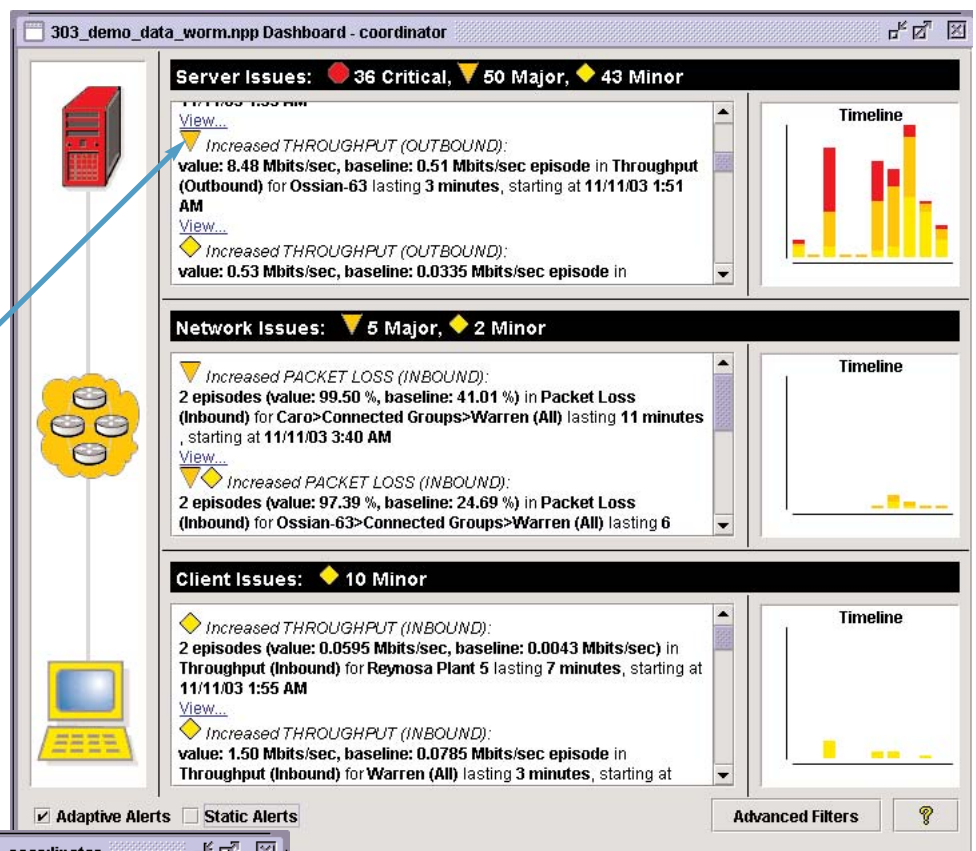 303_demo_data_worm.npp Dashboard - coordinator
Server Issues: 36 Critical, 50 Major, 43 Minor
11/11/03 1:53 AM
View...
Increased THROUGHPUT (OUTBOUND):
value: 8.48 Mbits/sec, baseline: 0.51 Mbits/sec episode in Throughput
(Outbound) for Ossian-63 lasting 3 minutes, starting at 11/11/03 1:51
AM
View...
Increased THROUGHPUT (OUTBOUND):
value: 0.53 Mbits/sec, baseline: 0.0335 Mbits/sec episode in
Timeline
Network Issues: 5 Major, 2 Minor
Increased PACKET LOSS (INBOUND):
2 episodes (value: 99.50 %, baseline: 41.01 %) in Packet Loss
(Inbound) for Caro>Connected Groups>Warren (All) lasting 11 minutes
, starting at 11/11/03 3:40 AM
View...
Increased PACKET LOSS (INBOUND):
2 episodes (value: 97.39 %, baseline: 24.69 %) in Packet Loss
(Inbound) for Ossian-63>Connected Groups>Warren (All) lasting 6
Timeline
Client Issues: 10 Minor
Increased THROUGHPUT (INBOUND):
2 episodes (value: 0.0595 Mbits/sec, baseline: 0.0043 Mbits/sec) in
Throughput (Inbound) for Reynosa Plant 5 lasting 7 minutes, starting at
11/11/03 1:55 AM
View...
Increased THROUGHPUT (INBOUND):
value: 1.50 Mbits/sec, baseline: 0.0785 Mbits/sec episode in
Throughput (Inbound) for Warren (All) lasting 3 minutes, starting at
Timeline
Adaptive Alerts Static Alerts
Advanced Filters ?
coordinator